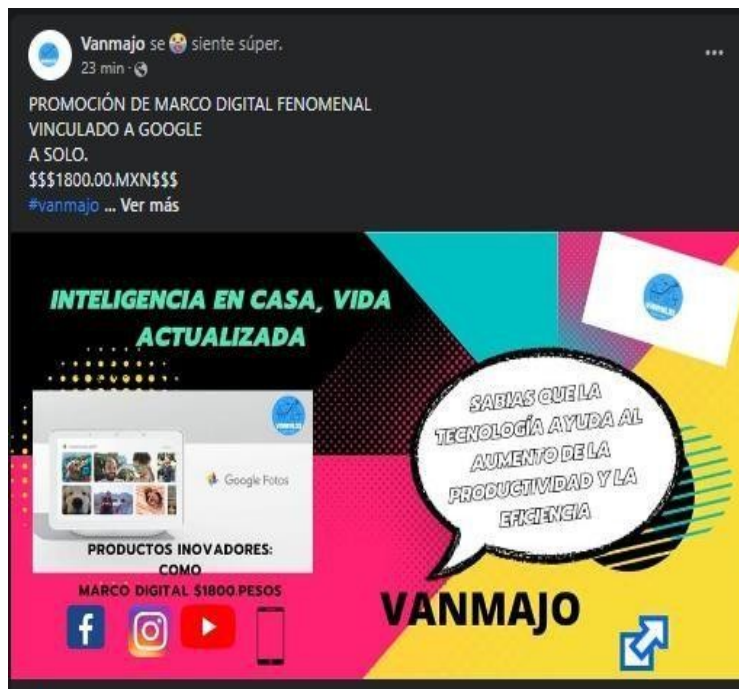 Vanmajo se siente súper.
23 min ·
PROMOCIÓN DE MARCO DIGITAL FENOMENAL
VINCULADO A GOOGLE
A SOLO.
$$$1800.00.MXN$$$
#vanmajo ... Ver más
INTELIGENCIA EN CASA, VIDA
ACTUALIZADA
SABIAS QUE LA
TECNOLOGÍA AYUDA AL
AUMENTO DE LA
PRODUCTIVIDAD Y LA
EFICIENCIA
Google Fotos
PRODUCTOS INOVADORES:
COMO
MARCO DIGITAL $1800 PESOS
VANMAJO